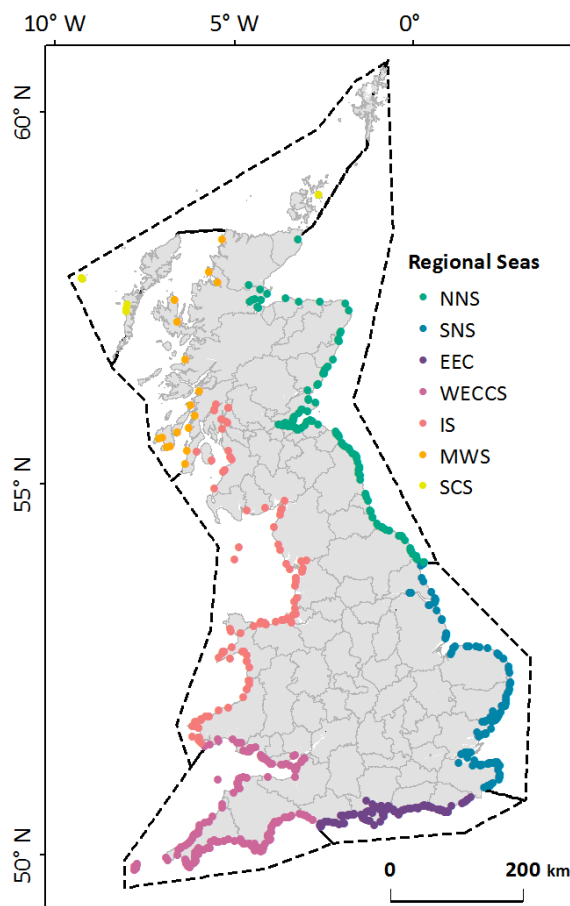 10° W 5° W 0°
60° N
Regional Seas
NNS
SNS
EEC
WECCS
IS
MWS
SCS
55° N
50° N
0 200 km